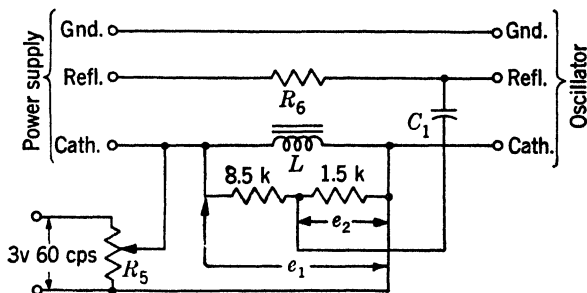 Power supply
Gnd.
Refl.
Cath.
R6
L
8.5 k
1.5 k
e2
e1
C1
3v 60 cps
R5
Gnd.
Refl.
Cath.
Oscillator